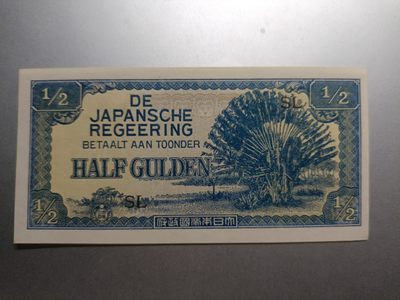 1/2
1/2
DE
JAPANSCHE
REGEERING
BETAALT AAN TOONDER
HALF GULDEN
SL
SL
1/2
1/2
大日本帝國政府